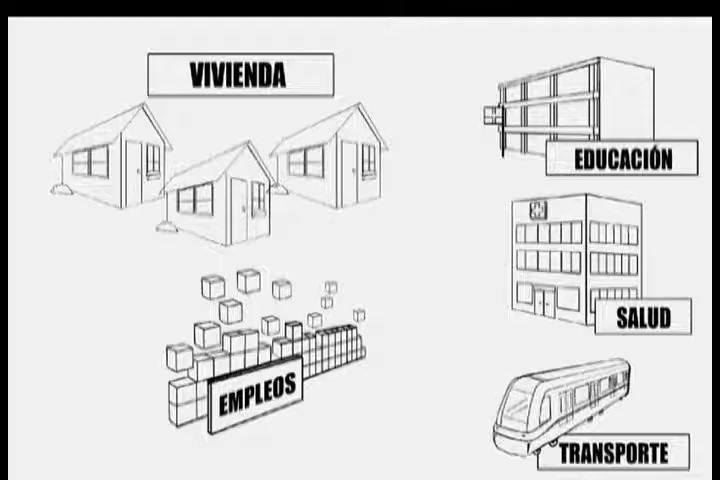 VIVIENDA
EDUCACIÓN
SALUD
EMPLEOS
TRANSPORTE